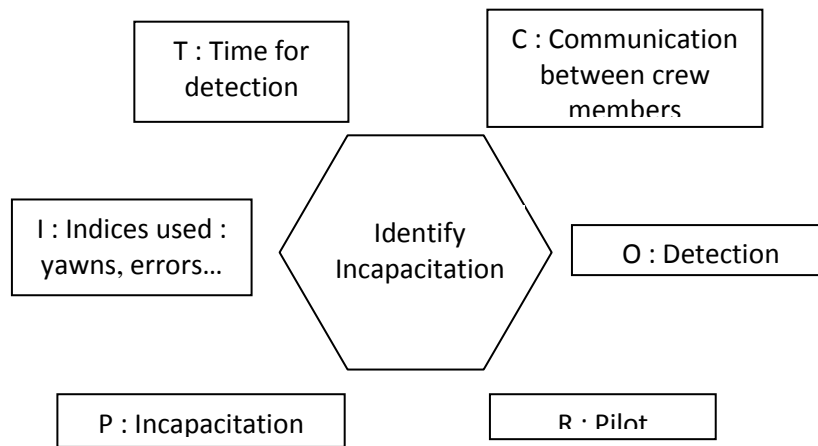 T : Time for
detection
C : Communication
between crew
members
I : Indices used :
yawns, errors...
Identify
Incapacitation
O : Detection
P : Incapacitation
R : Pilot